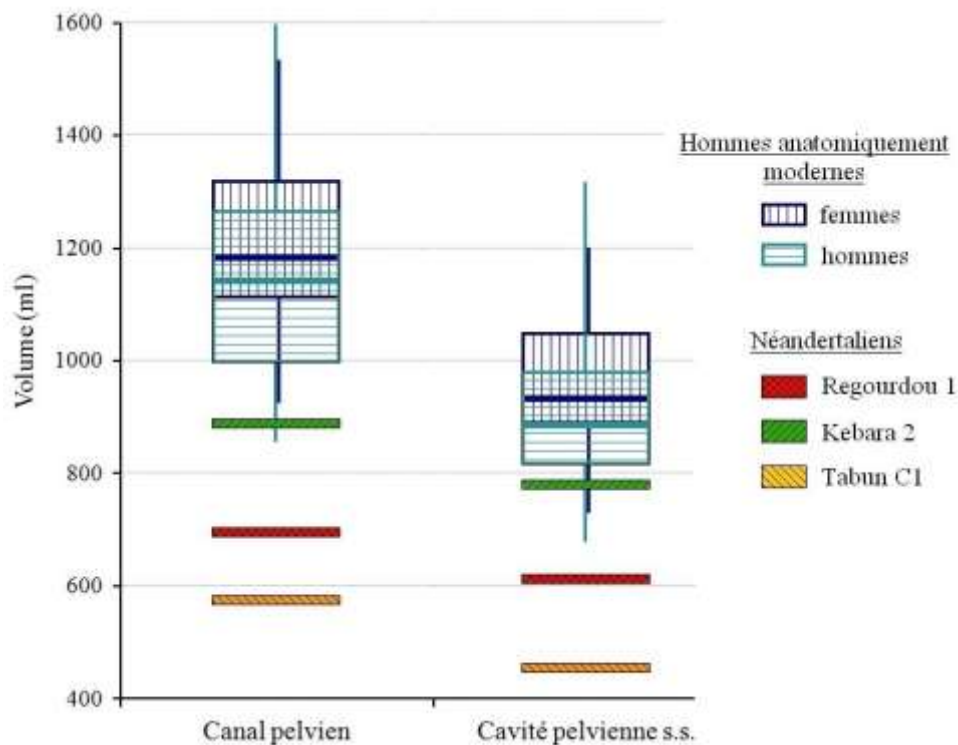 1600
1400
1200
1000
800
600
400
Volume (ml)
Canal pelvien
Cavité pelvienne s.s.
Hommes anatomiquement
modernes
femmes
hommes
Néandertaliens
Regourdou 1
Kebara 2
Tabun C1